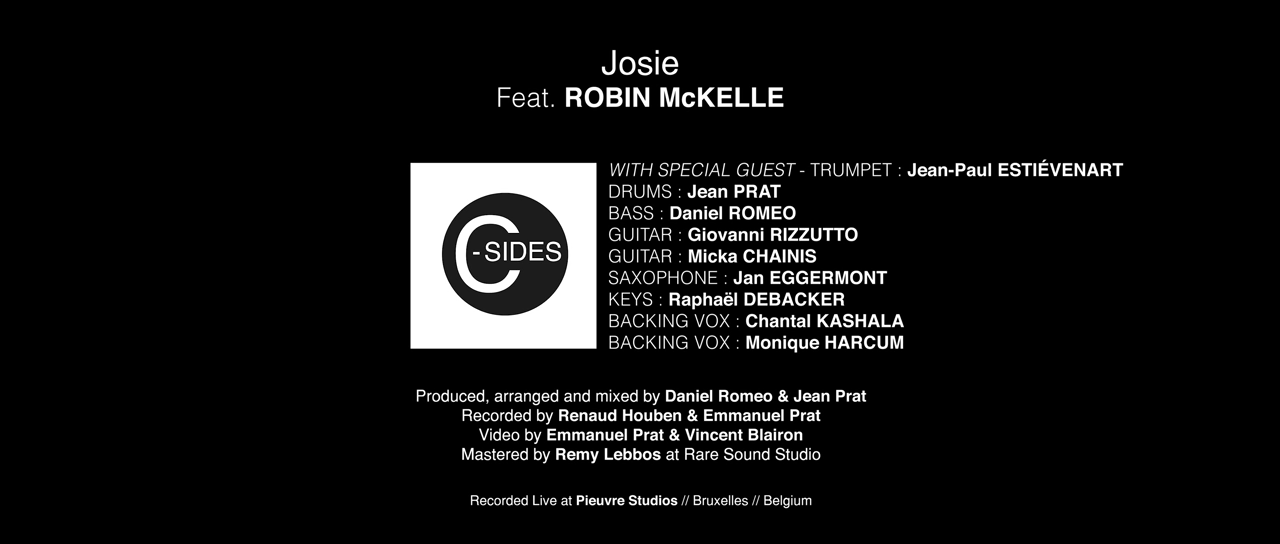 Josie
Feat. ROBIN McKELLE
WITH SPECIAL GUEST - TRUMPET : Jean-Paul ESTIÉVENART
DRUMS : Jean PRAT
BASS : Daniel ROMEO
GUITAR : Giovanni RIZZUTTO
GUITAR : Micka CHAINIS
SAXOPHONE : Jan EGGERMONT
KEYS : Raphaël DEBACKER
BACKING VOX : Chantal KASHALA
BACKING VOX : Monique HARCUM
C-SIDES
Produced, arranged and mixed by Daniel Romeo & Jean Prat
Recorded by Renaud Houben & Emmanuel Prat
Video by Emmanuel Prat & Vincent Blairon
Mastered by Remy Lebbos at Rare Sound Studio
Recorded Live at Pieuvre Studios // Bruxelles // Belgium